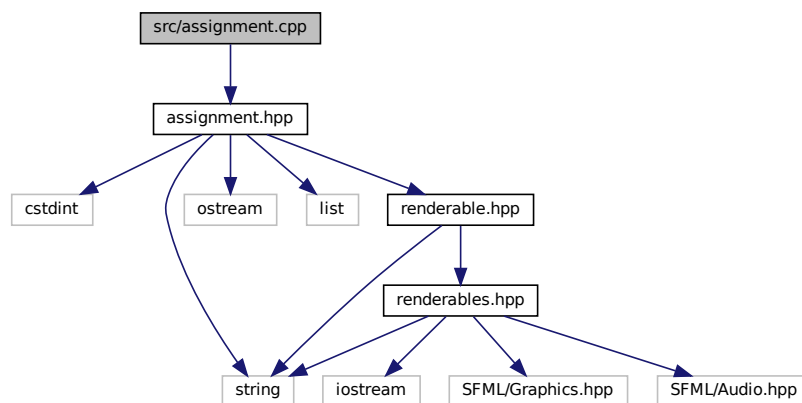 src/assignment.cpp
assignment.hpp
cstdint
ostream
list
renderable.hpp
renderables.hpp
string
iostream
SFML/Graphics.hpp
SFML/Audio.hpp